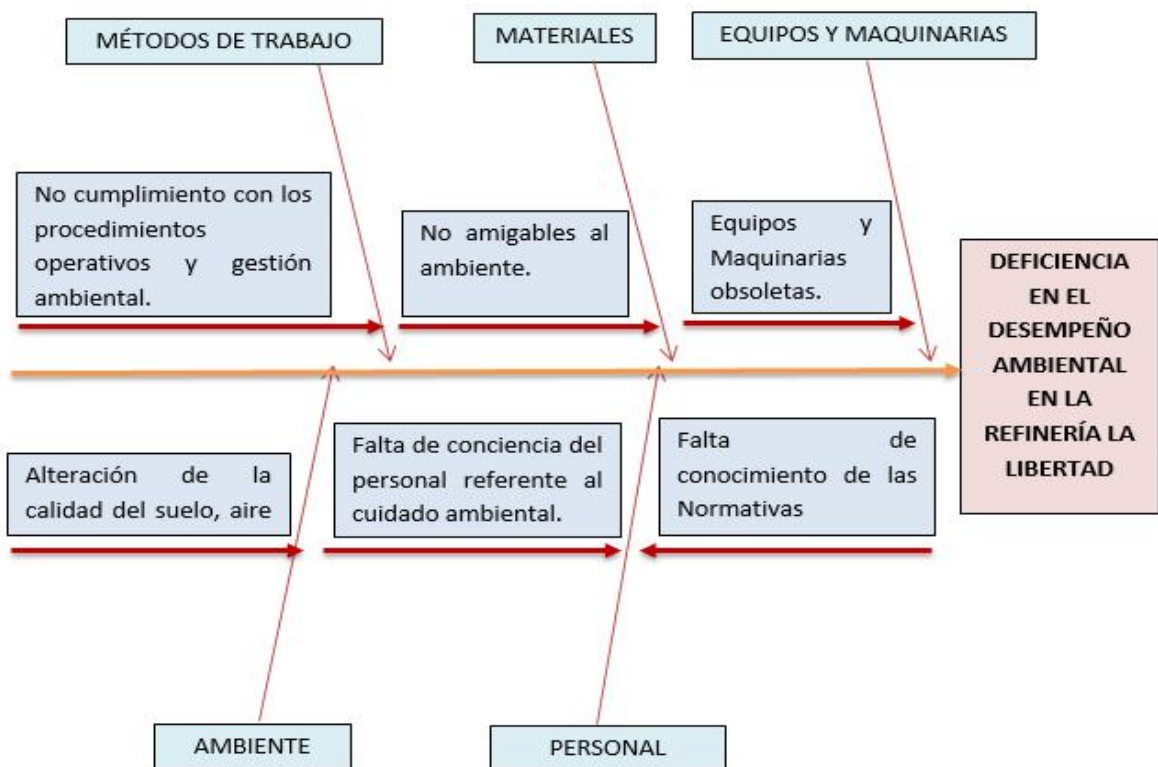 MÉTODOS DE TRABAJO
MATERIALES
EQUIPOS Y MAQUINARIAS
No cumplimiento con los
procedimientos
operativos y gestión
ambiental.
No amigables al
ambiente.
Equipos y
Maquinarias
obsoletas.
DEFICIENCIA
EN EL
DESEMPEÑO
AMBIENTAL
EN LA
REFINERÍA LA
LIBERTAD
Alteración de la
calidad del suelo, aire
Falta de conciencia del
personal referente al
cuidado ambiental.
Falta de
conocimiento de las
Normativas
AMBIENTE
PERSONAL